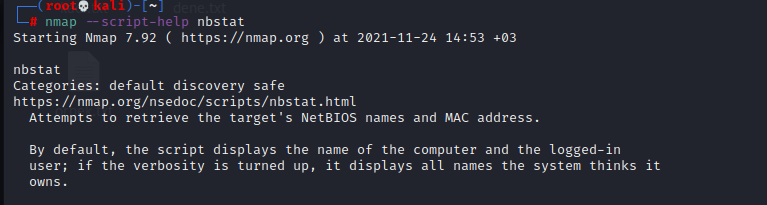 (root💀kali)-[~] dene.txt
# nmap --script-help nbstat
Starting Nmap 7.92 ( https://nmap.org ) at 2021-11-24 14:53 +03
nbstat
Categories: default discovery safe
https://nmap.org/nsedoc/scripts/nbstat.html
Attempts to retrieve the target's NetBIOS names and MAC address.
By default, the script displays the name of the computer and the logged-in
user; if the verbosity is turned up, it displays all names the system thinks it
owns.